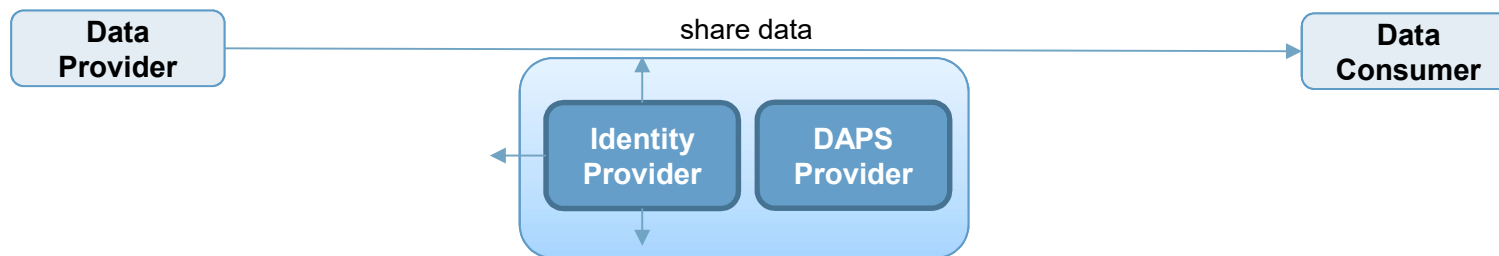 Data
Provider
share data
Data
Consumer
Identity
Provider
DAPS
Provider